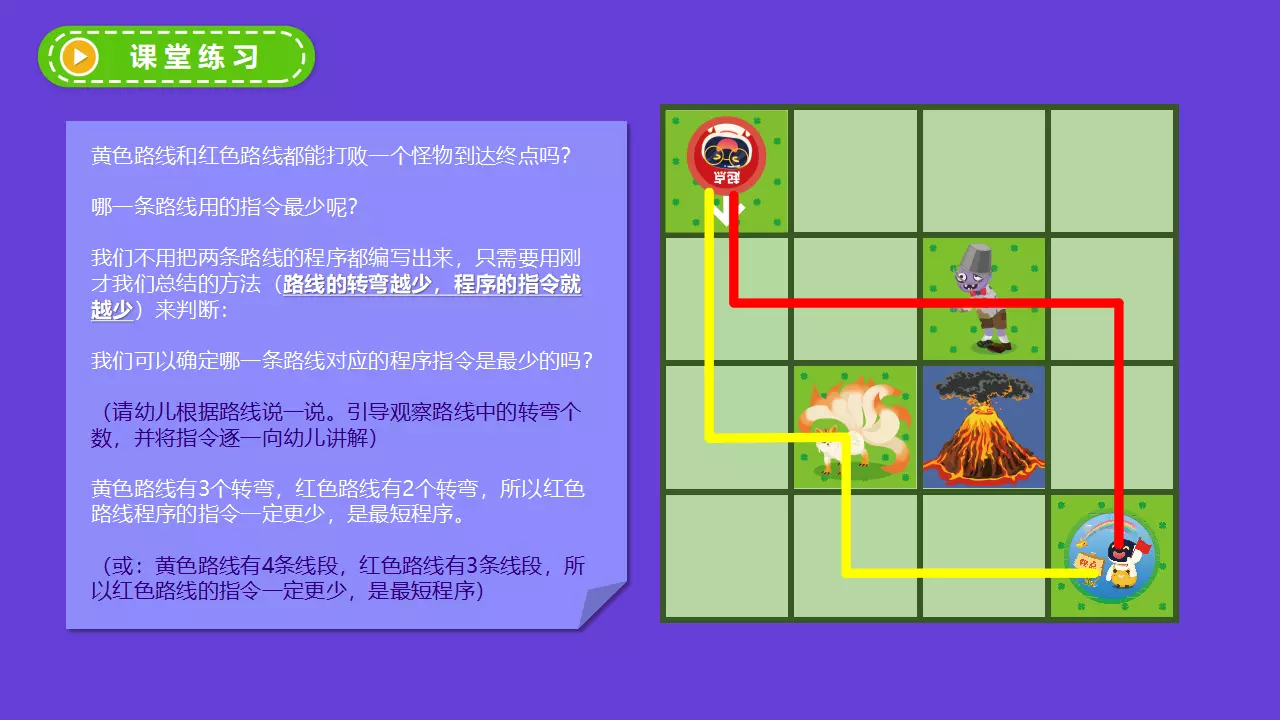 课堂练习
黄色路线和红色路线都能打败一个怪物到达终点吗?
哪一条路线用的指令最少呢?
我们不用把两条路线的程序都编写出来，只需要用刚
才我们总结的方法（路线的转弯越少，程序的指令就
越少）来判断：
我们可以确定哪一条路线对应的程序指令是最少的吗?
（请幼儿根据路线说一说。引导观察路线中的转弯个
数，并将指令逐一向幼儿讲解）
黄色路线有3个转弯，红色路线有2个转弯，所以红色
路线程序的指令一定更少，是最短程序。
（或：黄色路线有4条线段，红色路线有3条线段，所
以红色路线的指令一定更少，是最短程序）
起点
终点